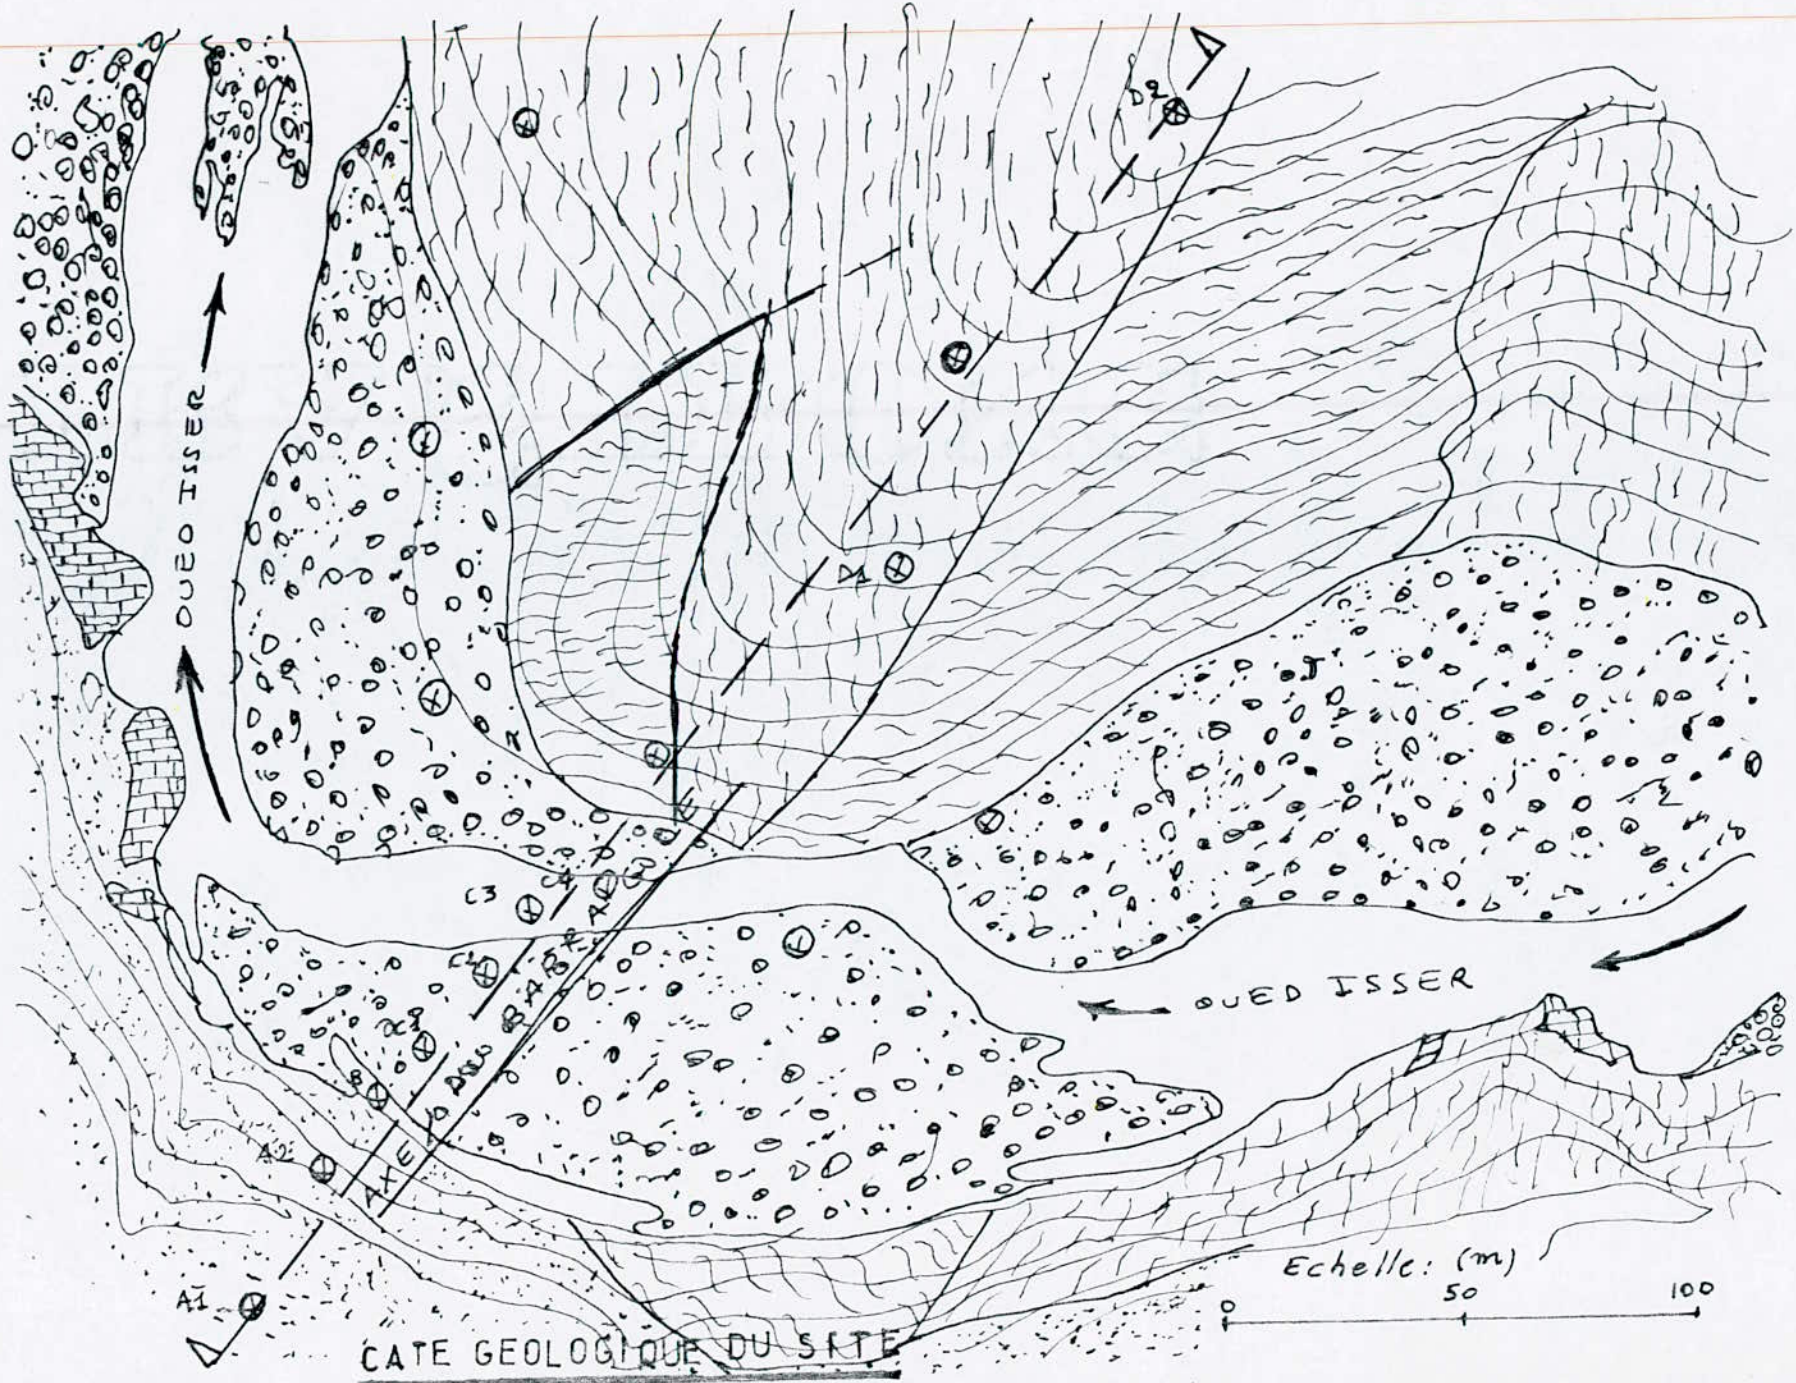 D2
OUED ISSER
D1
C3
C4
A2
AXE DU BARRAGE
OUED ISSER
A1
Echelle: (m)
0 50 100
CATE GEOLOGIQUE DU SITE